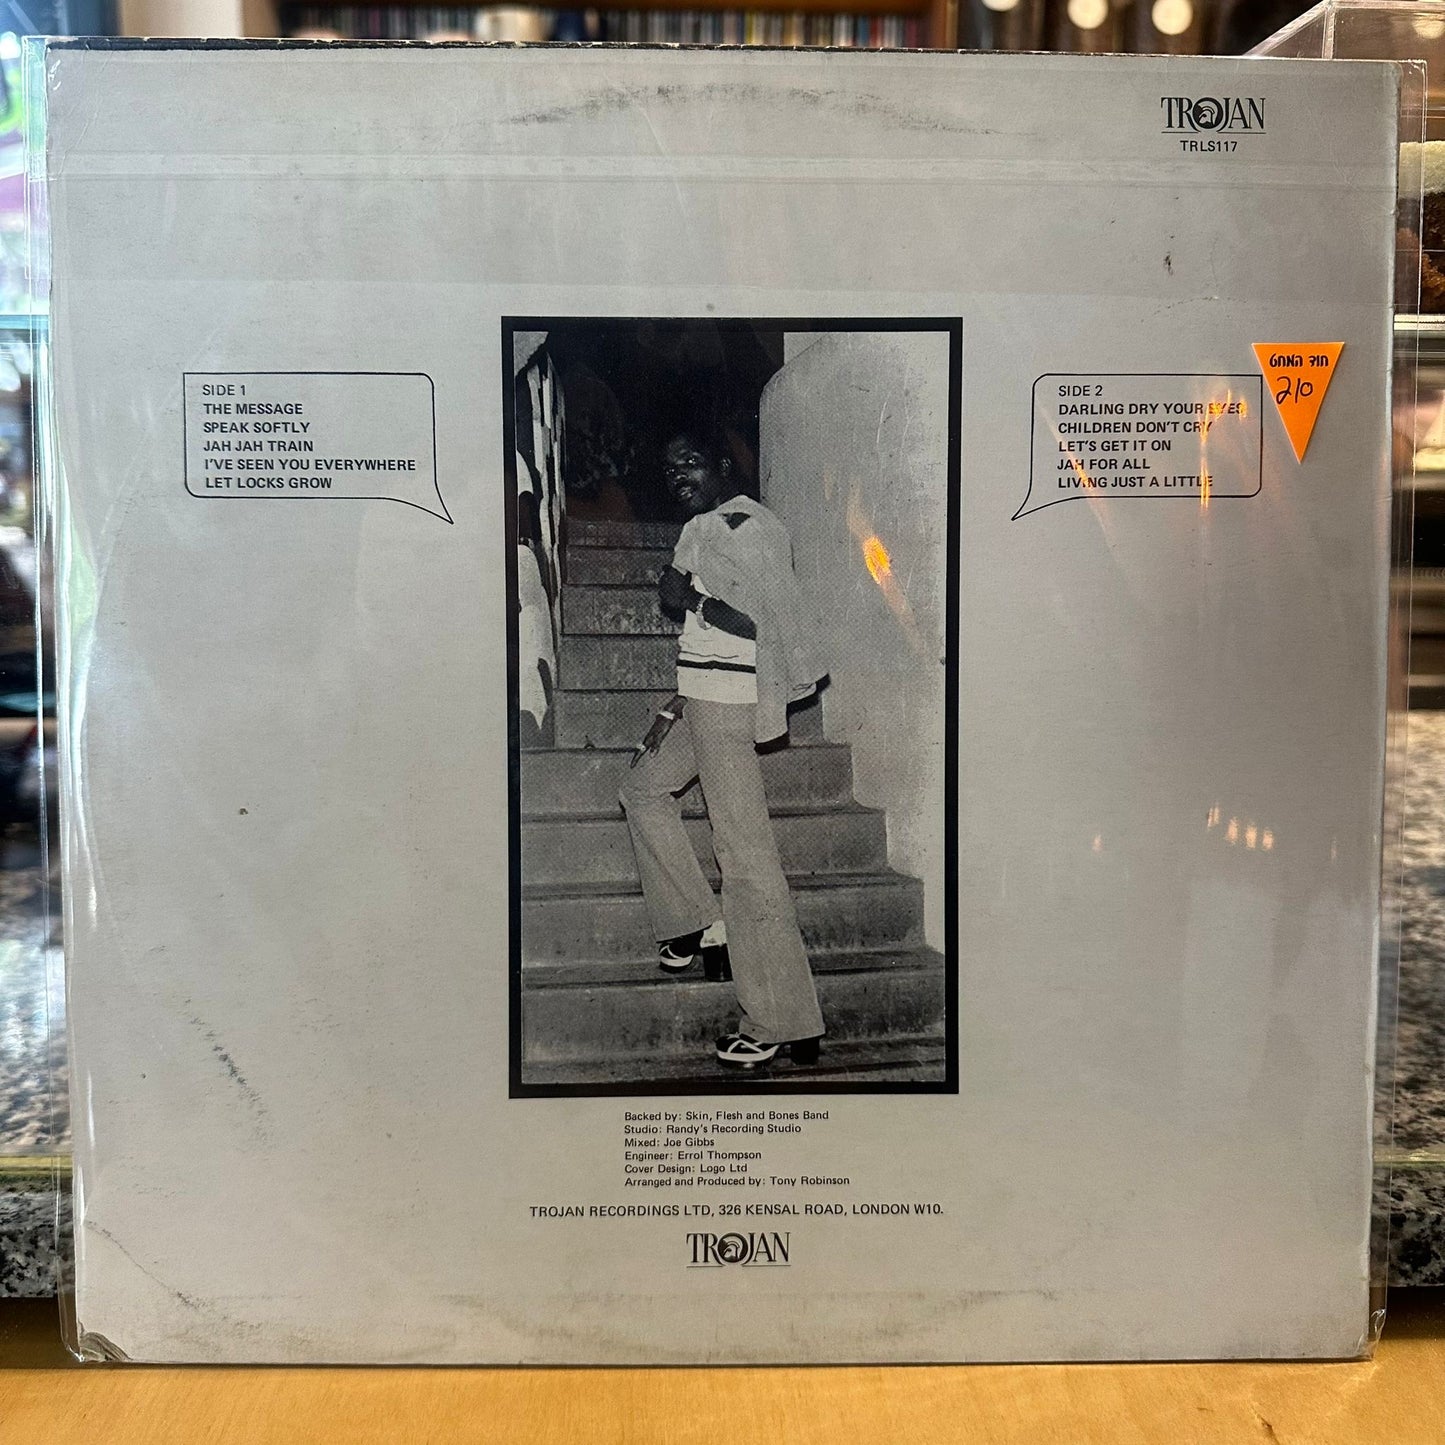 TROJAN
TRLS117
חוד המחט
210
SIDE 1
THE MESSAGE
SPEAK SOFTLY
JAH JAH TRAIN
I'VE SEEN YOU EVERYWHERE
LET LOCKS GROW
SIDE 2
DARLING DRY YOUR EYES
CHILDREN DON'T CRY
LET'S GET IT ON
JAH FOR ALL
LIVING JUST A LITTLE
Backed by: Skin, Flesh and Bones Band
Studio: Randy's Recording Studio
Mixed: Joe Gibbs
Engineer: Errol Thompson
Cover Design: Logo Ltd
Arranged and Produced by: Tony Robinson
TROJAN RECORDINGS LTD, 326 KENSAL ROAD, LONDON W10.
TROJAN